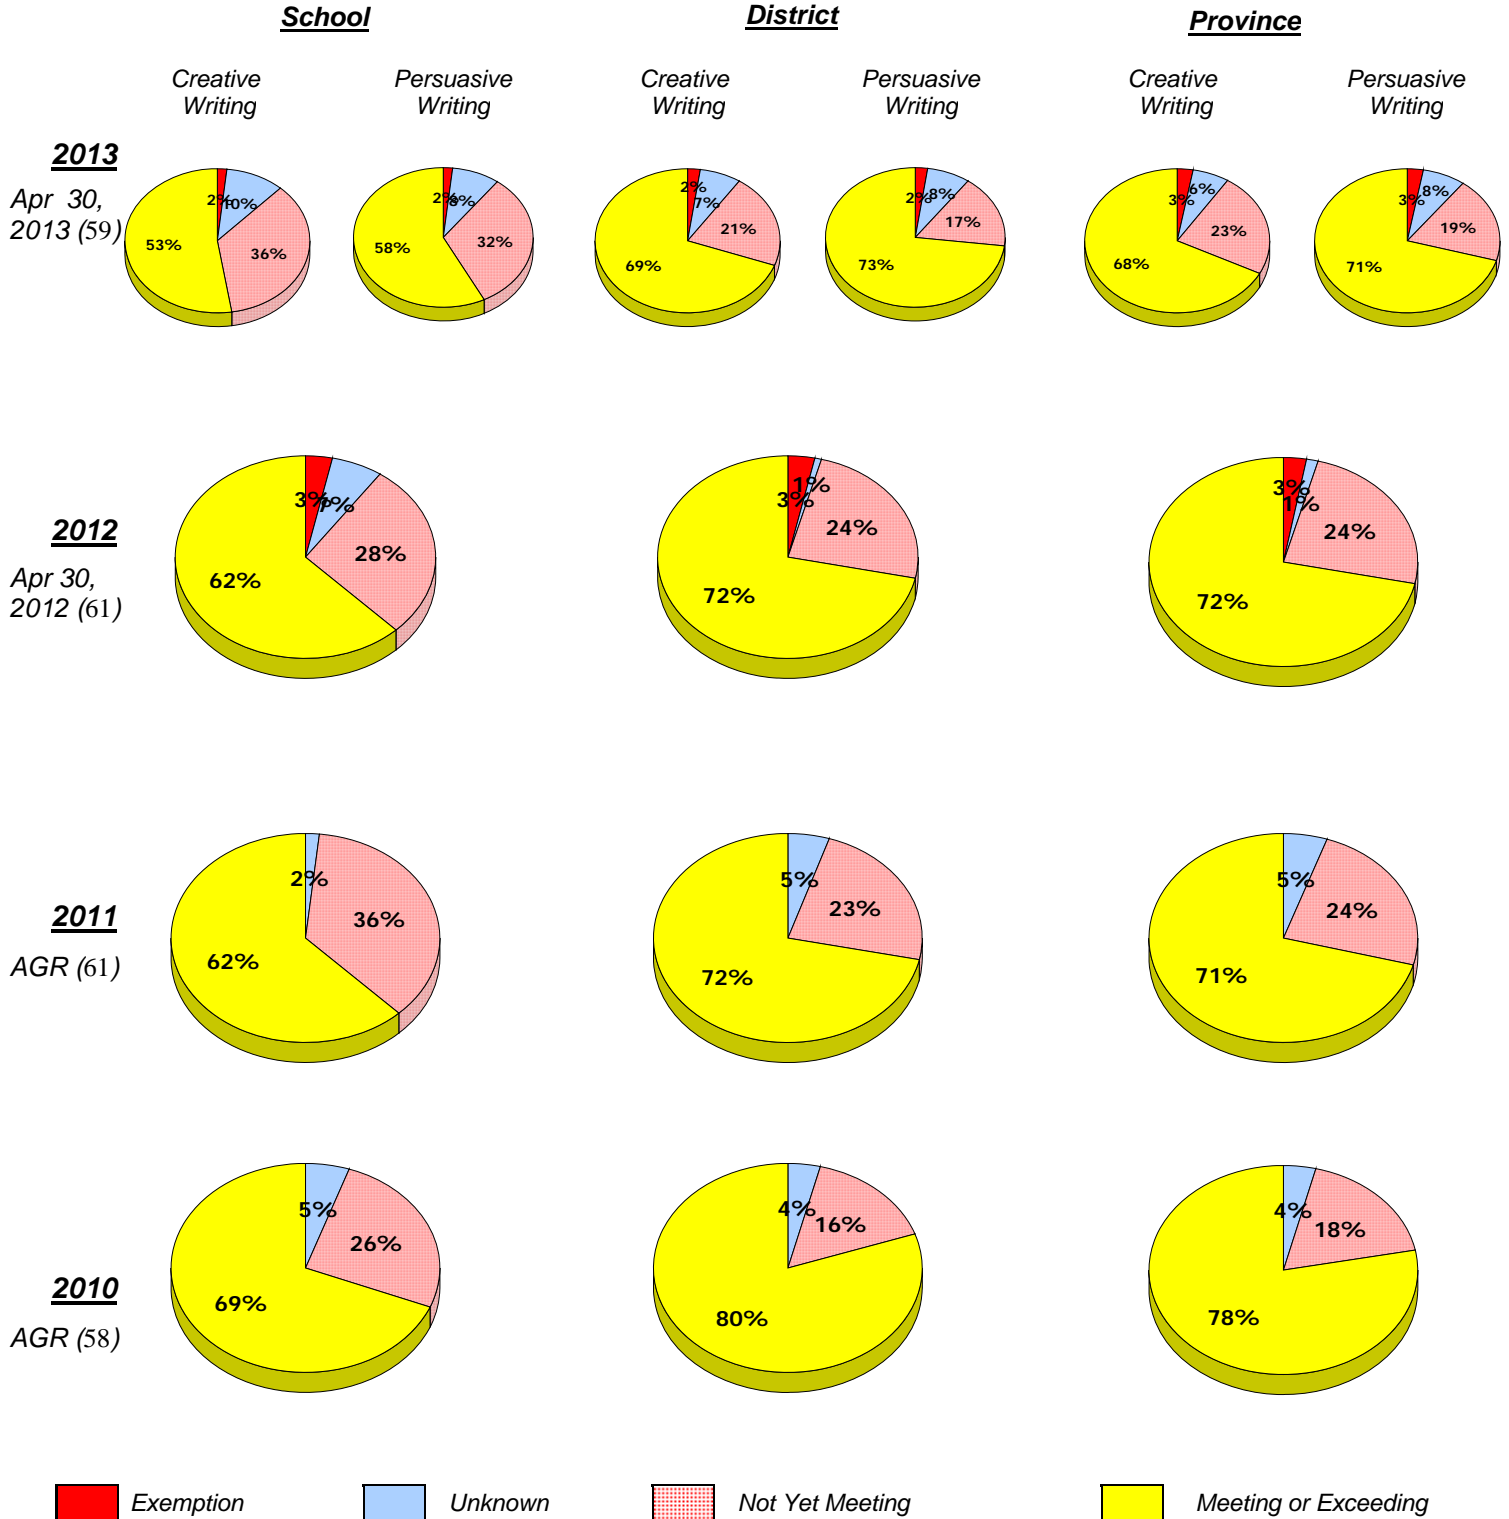 School District Province
Creative Writing Persuasive Writing Creative Writing Persuasive Writing Creative Writing Persuasive Writing
2013
Apr 30,
2013 (59)
2% 10% 36% 53%
2% 8% 32% 58%
2% 7% 21% 69%
2% 8% 17% 73%
3% 6% 23% 68%
3% 8% 19% 71%
2012
Apr 30,
2012 (61)
3% 7% 28% 62%
3% 1% 24% 72%
3% 1% 24% 72%
2011
AGR (61)
2% 36% 62%
5% 23% 72%
5% 24% 71%
2010
AGR (58)
5% 26% 69%
4% 16% 80%
4% 18% 78%
Exemption Unknown Not Yet Meeting Meeting or Exceeding